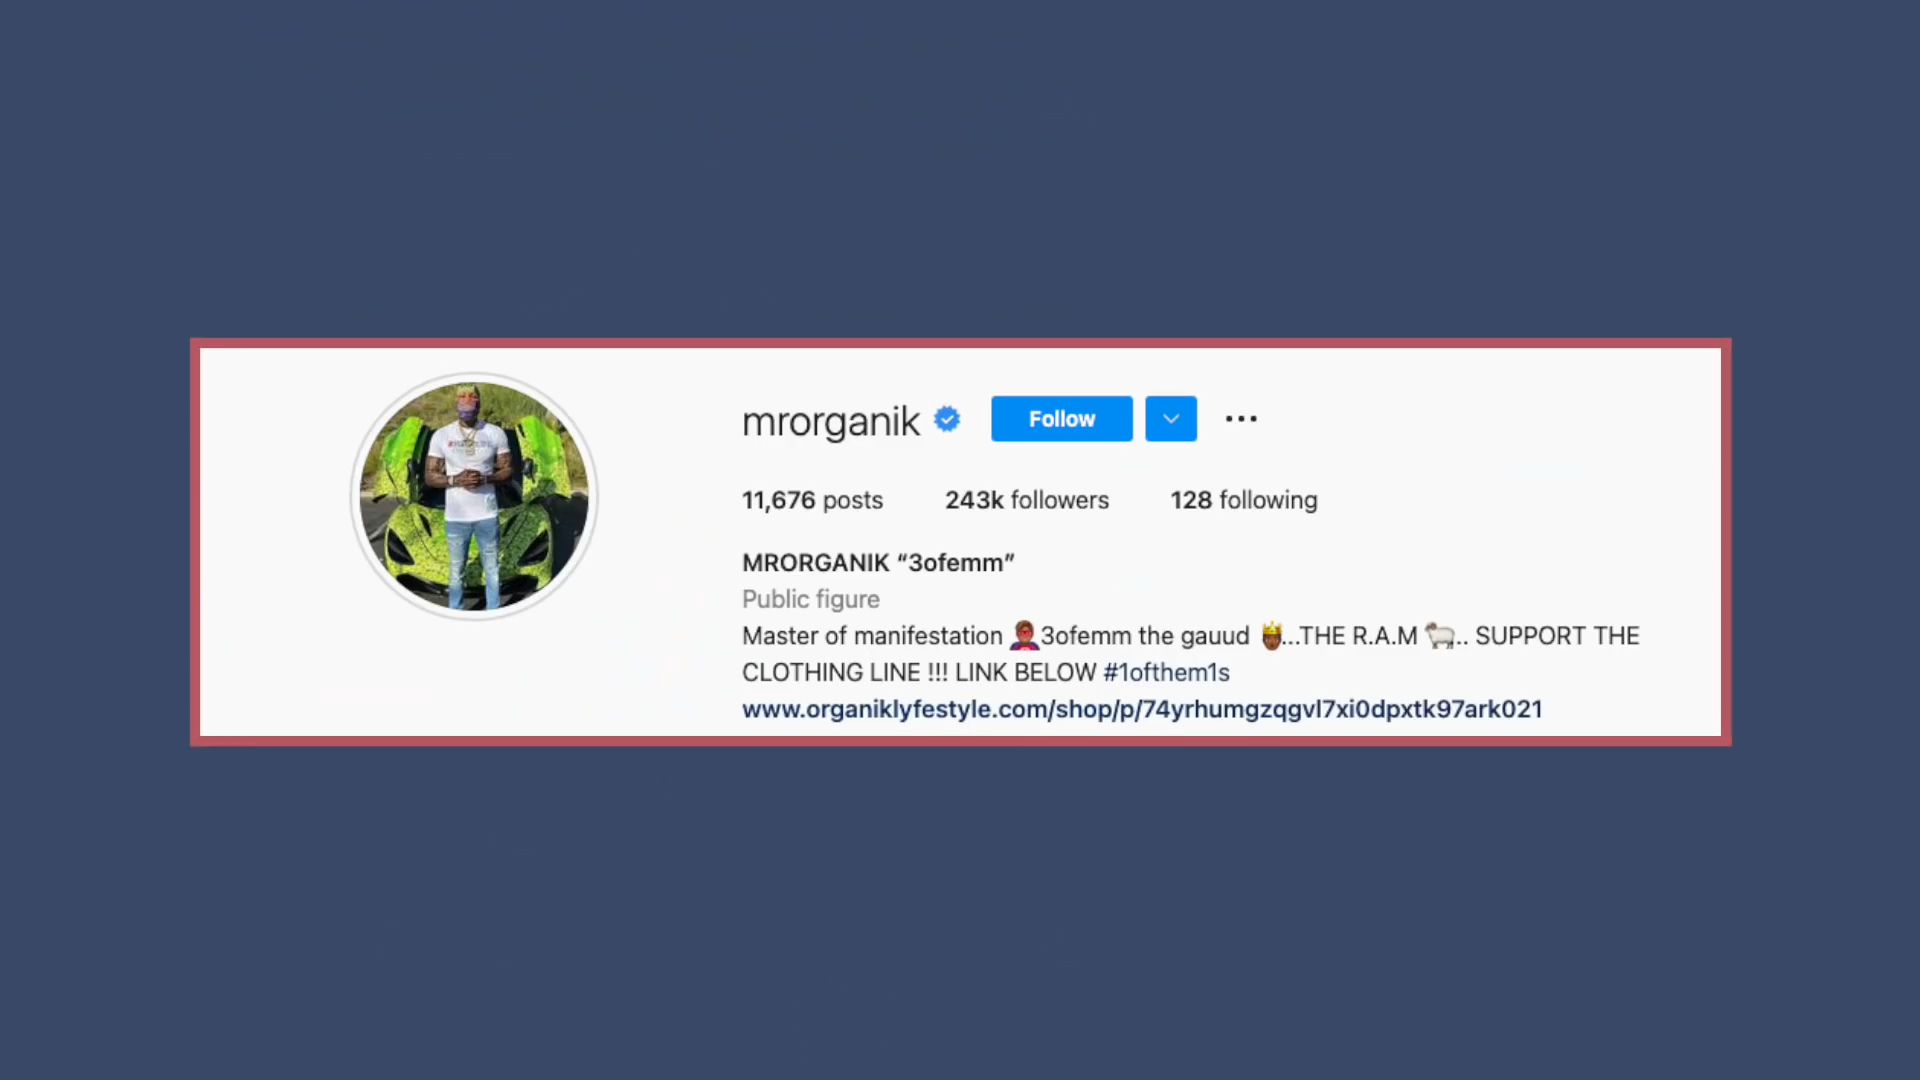 mrorganik Follow
11,676 posts 243k followers 128 following
MRORGANIK “3ofemm”
Public figure
Master of manifestation 🦸🏾‍♂️3ofemm the gauud 🤴🏾...THE R.A.M 🐏.. SUPPORT THE
CLOTHING LINE !!! LINK BELOW #1ofthem1s
www.organiklyfestyle.com/shop/p/74yrhumgzqgvl7xi0dpxtk97ark021